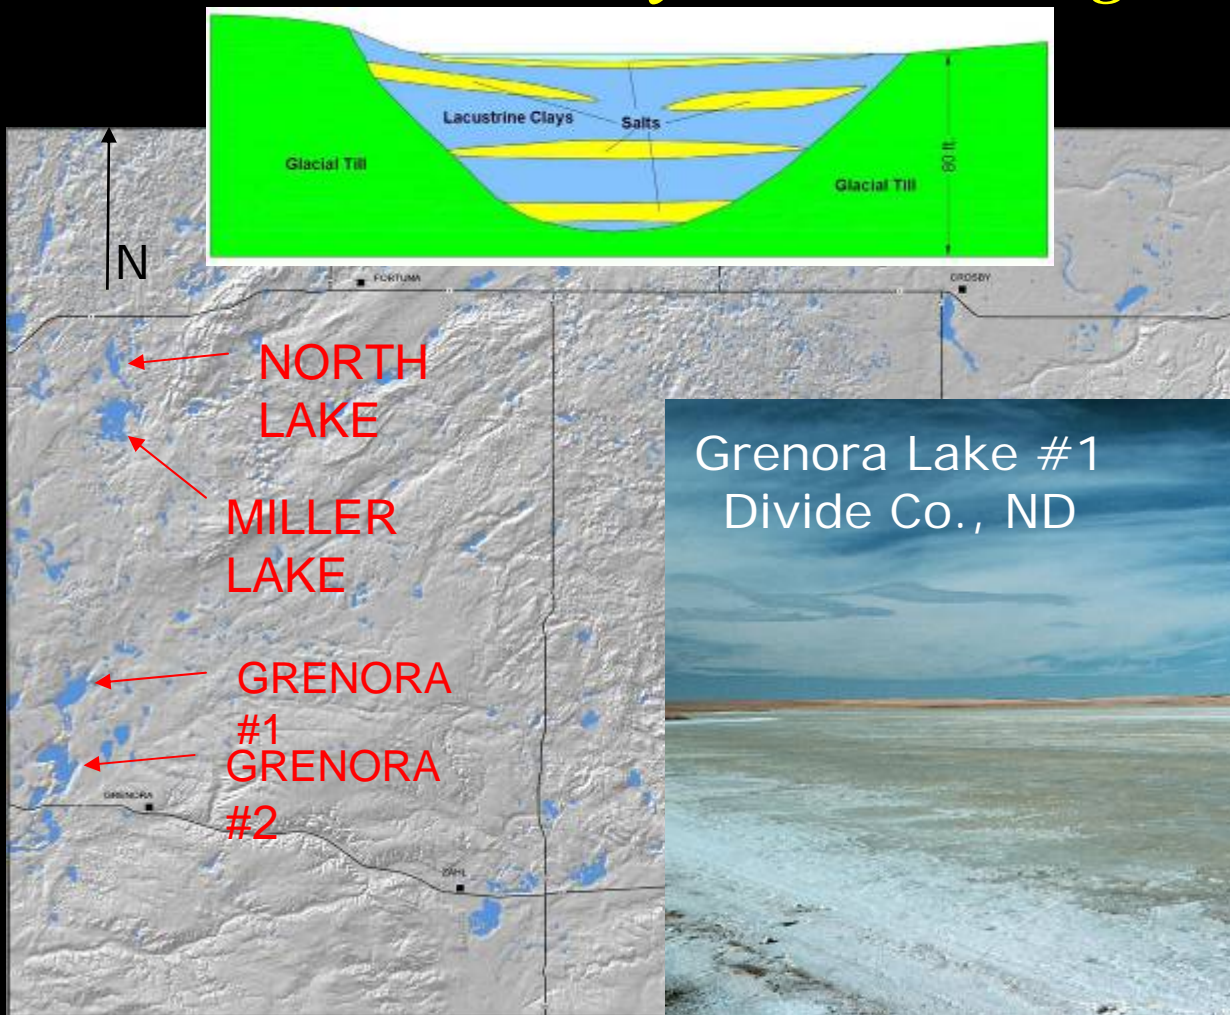 Lacustrine Clays
Salts
Glacial Till
Glacial Till
80 ft.
N
FORTUNA
CROSBY
NORTH
LAKE
Grenora Lake #1
Divide Co., ND
MILLER
LAKE
GRENORA
#1
GRENORA
#2
GRENORA
ZAHL